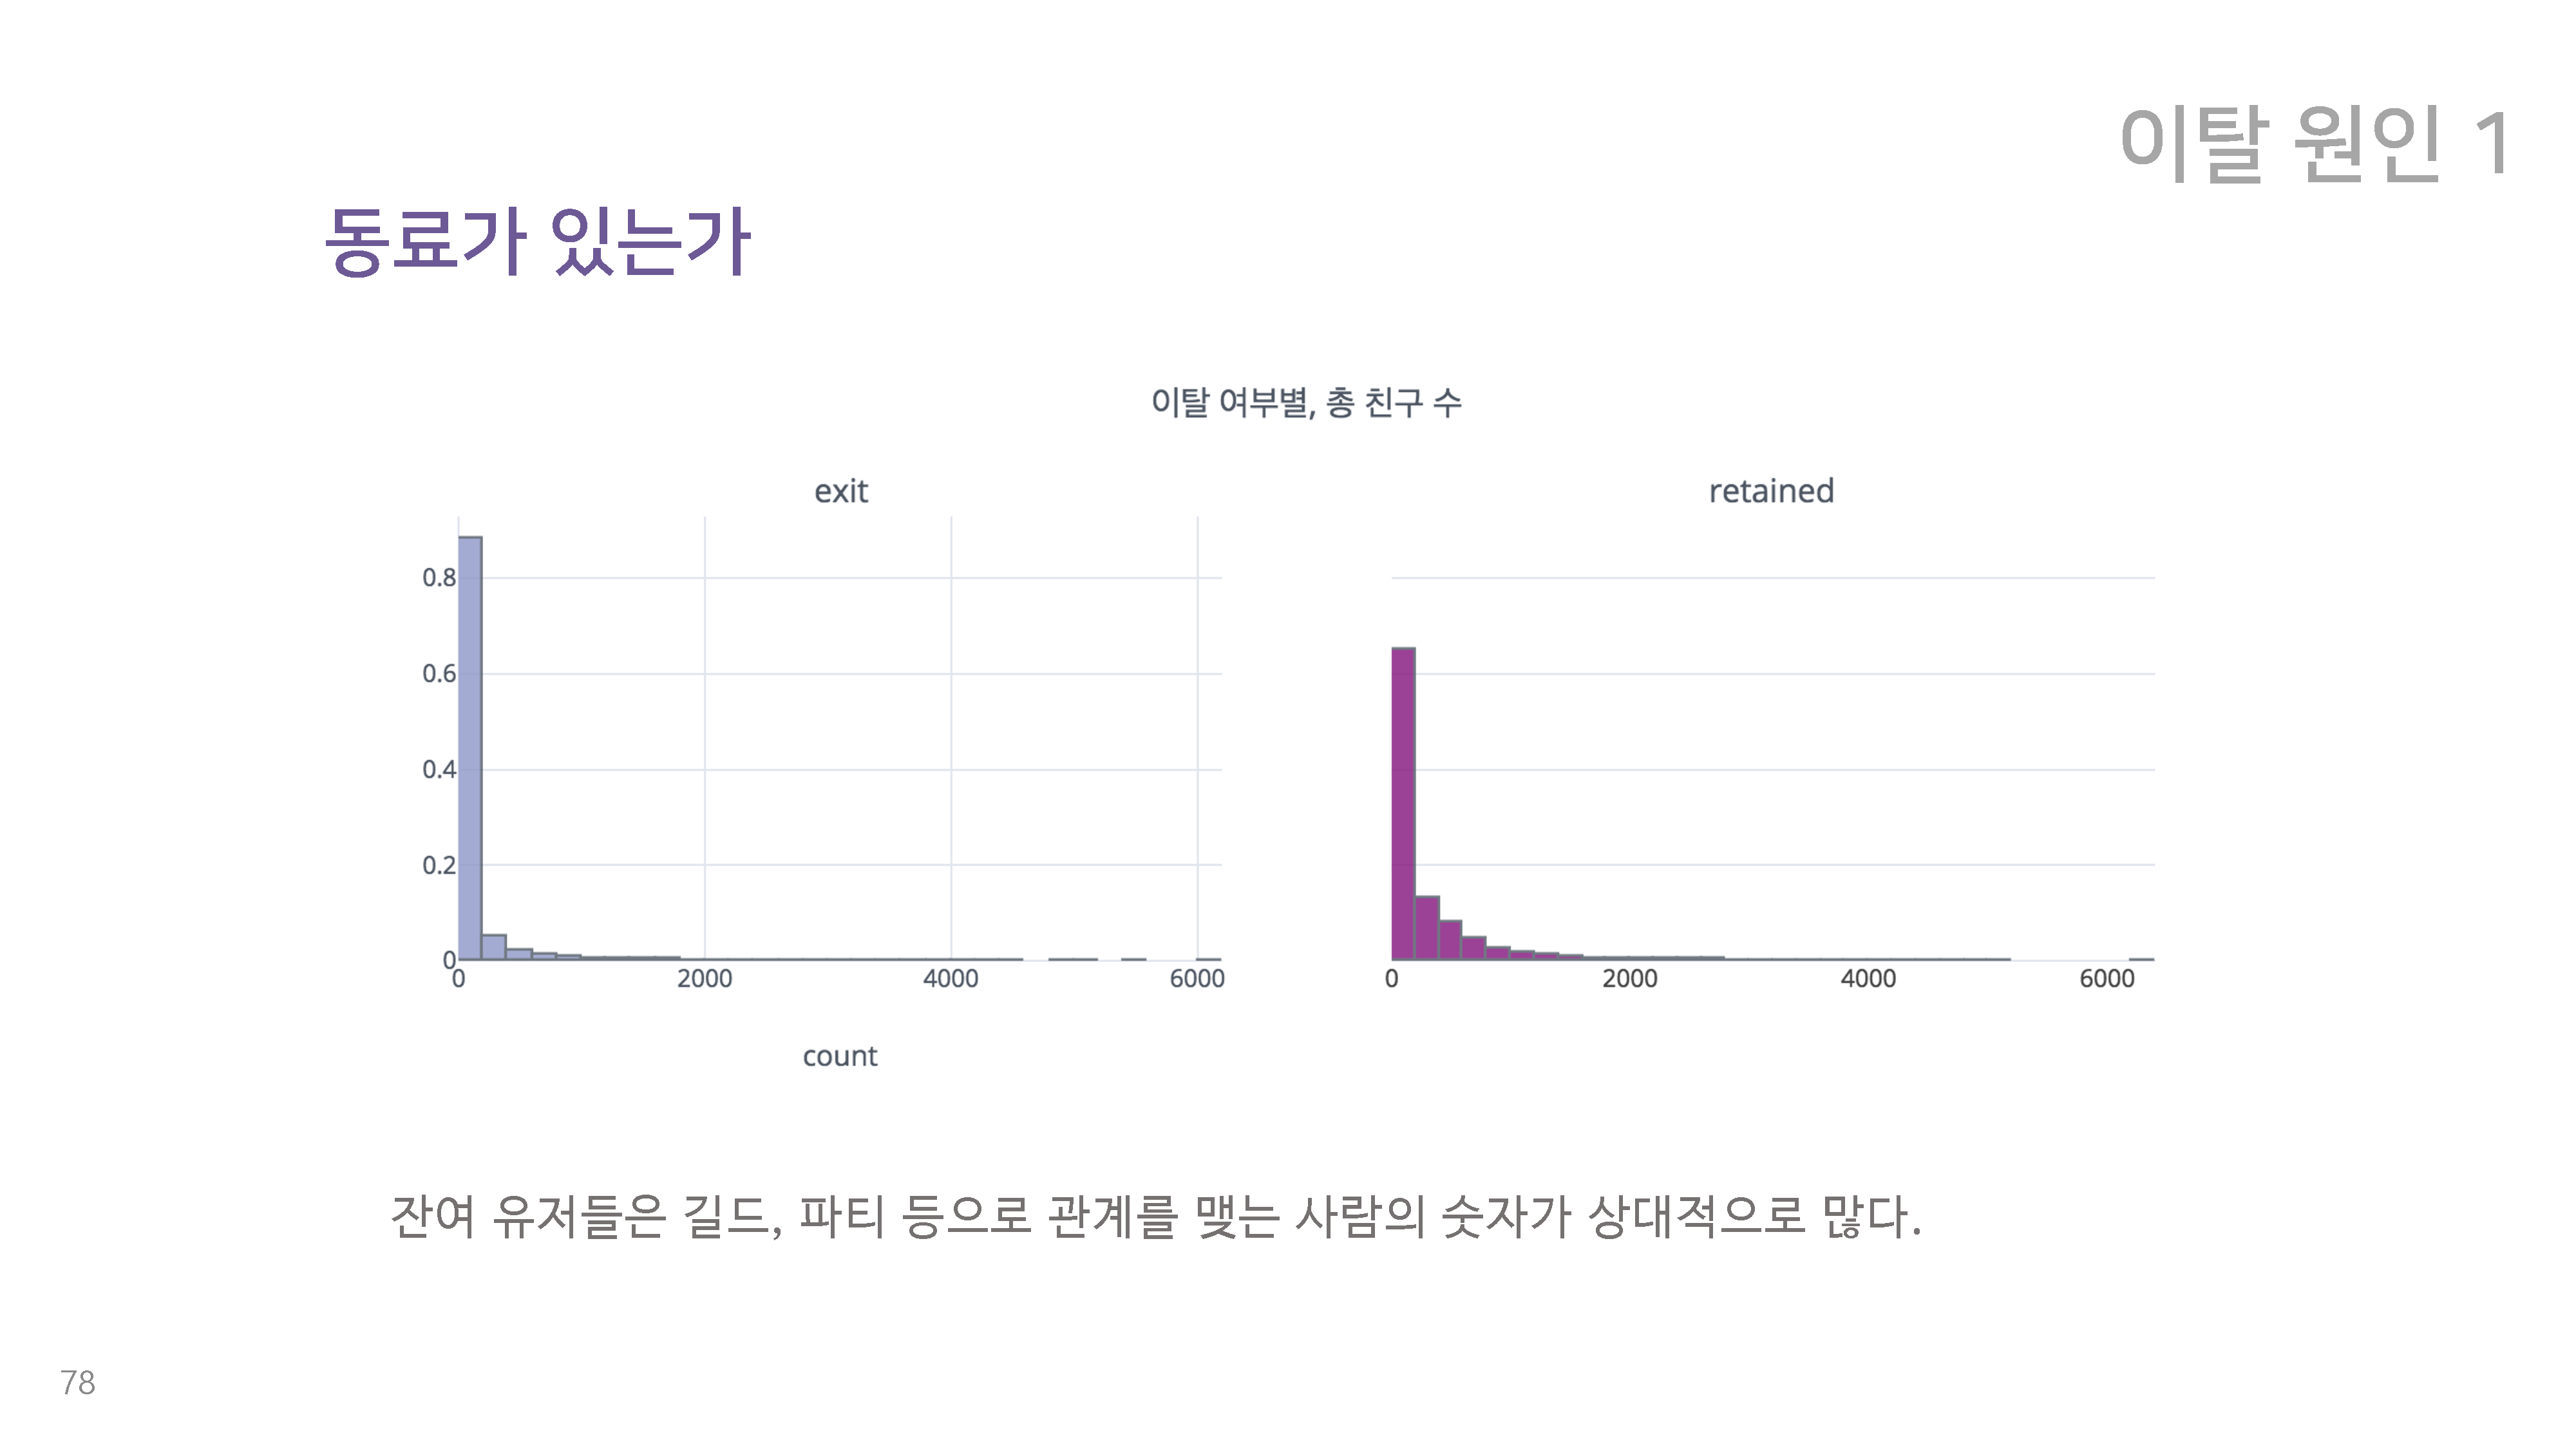 이탈 원인 1
동료가 있는가
이탈 여부별, 총 친구 수
exit
retained
0.8
0.6
0.4
0.2
0
0 2000 4000 6000
0 2000 4000 6000
count
잔여 유저들은 길드, 파티 등으로 관계를 맺는 사람의 숫자가 상대적으로 많다.
78